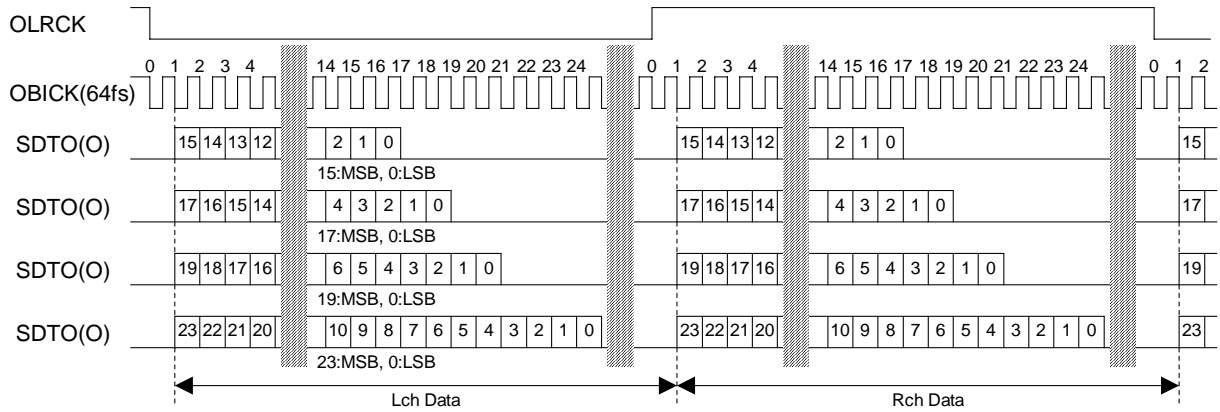 OLRCK
0 1 2 3 4 14 15 16 17 18 19 20 21 22 23 24 0 1 2 3 4 14 15 16 17 18 19 20 21 22 23 24 0 1 2
OBICK(64fs)
SDTO(O) 15 14 13 12 2 1 0 15 14 13 12 2 1 0 15
15:MSB, 0:LSB
SDTO(O) 17 16 15 14 4 3 2 1 0 17 16 15 14 4 3 2 1 0 17
17:MSB, 0:LSB
SDTO(O) 19 18 17 16 6 5 4 3 2 1 0 19 18 17 16 6 5 4 3 2 1 0 19
19:MSB, 0:LSB
SDTO(O) 23 22 21 20 10 9 8 7 6 5 4 3 2 1 0 23 22 21 20 10 9 8 7 6 5 4 3 2 1 0 23
23:MSB, 0:LSB
Lch Data Rch Data